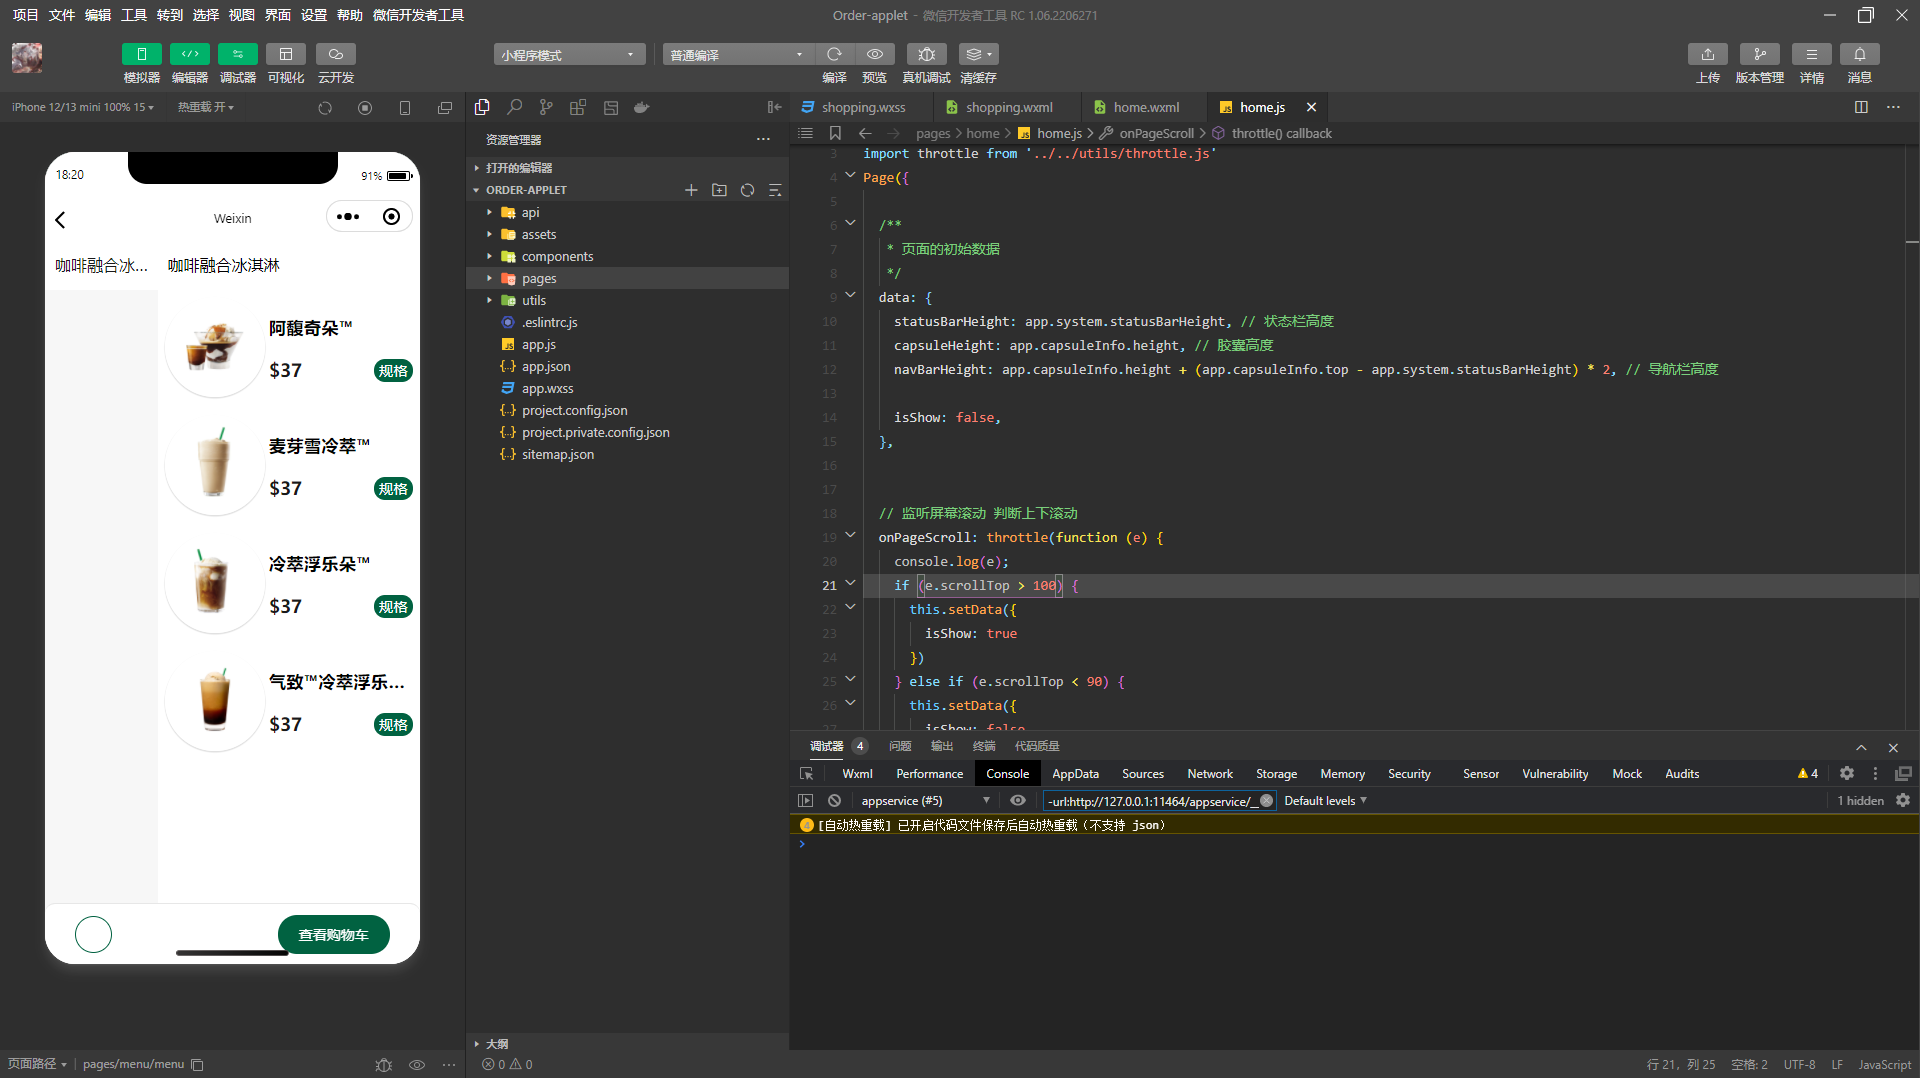 项目 文件 编辑 工具 转到 选择 视图 界面 设置 帮助 微信开发者工具
Order-applet - 微信开发者工具 RC 1.06.2206271
模拟器 编辑器 调试器 可视化 云开发
小程序模式 普通编译
编译 预览 真机调试 清缓存
上传 版本管理 详情 消息
iPhone 12/13 mini 100% 15 热重载 开
18:20
91%
Weixin
咖啡融合冰...
咖啡融合冰淇淋
阿馥奇朵™
$37 规格
麦芽雪冷萃™
$37 规格
冷萃浮乐朵™
$37 规格
气致™冷萃浮乐...
$37 规格
查看购物车
页面路径 pages/menu/menu
资源管理器
打开的编辑器
ORDER-APPLET
api
assets
components
pages
utils
.eslintrc.js
JS app.js
{..} app.json
app.wxss
{..} project.config.json
{..} project.private.config.json
{..} sitemap.json
大纲
0 0
shopping.wxss shopping.wxml home.wxml JS home.js
pages > home > JS home.js > onPageScroll > throttle() callback
3 import throttle from '../../utils/throttle.js'
4 Page({
5
6 /**
7 * 页面的初始数据
8 */
9 data: {
10 statusBarHeight: app.system.statusBarHeight, // 状态栏高度
11 capsuleHeight: app.capsuleInfo.height, // 胶囊高度
12 navBarHeight: app.capsuleInfo.height + (app.capsuleInfo.top - app.system.statusBarHeight) * 2, // 导航栏高度
13
14 isShow: false,
15 },
16
17
18 // 监听屏幕滚动 判断上下滚动
19 onPageScroll: throttle(function (e) {
20 console.log(e);
21 if (e.scrollTop > 100) {
22 this.setData({
23 isShow: true
24 })
25 } else if (e.scrollTop < 90) {
26 this.setData({
27 isShow: false
调试器 4 问题 输出 终端 代码质量
Wxml Performance Console AppData Sources Network Storage Memory Security Sensor Vulnerability Mock Audits 4
appservice (#5) -url:http://127.0.0.1:11464/appservice/__ Default levels 1 hidden
4 [自动热重载] 已开启代码文件保存后自动热重载（不支持 json）
行 21，列 25 空格: 2 UTF-8 LF JavaScript